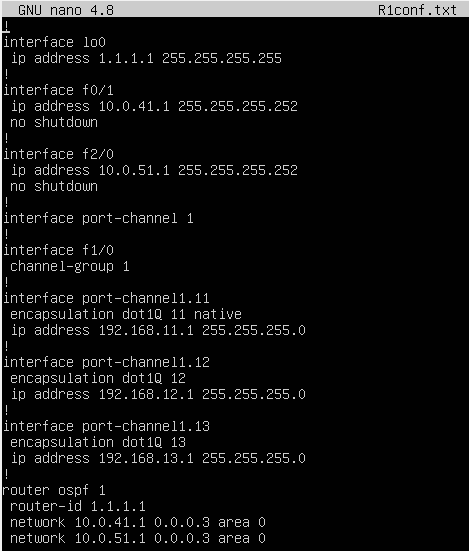 GNU nano 4.8 R1conf.txt
!
interface lo0
ip address 1.1.1.1 255.255.255.255
!
interface f0/1
ip address 10.0.41.1 255.255.255.252
no shutdown
!
interface f2/0
ip address 10.0.51.1 255.255.255.252
no shutdown
!
interface port-channel 1
!
interface f1/0
channel-group 1
!
interface port-channel1.11
encapsulation dot1Q 11 native
ip address 192.168.11.1 255.255.255.0
!
interface port-channel1.12
encapsulation dot1Q 12
ip address 192.168.12.1 255.255.255.0
!
interface port-channel1.13
encapsulation dot1Q 13
ip address 192.168.13.1 255.255.255.0
!
router ospf 1
router-id 1.1.1.1
network 10.0.41.1 0.0.0.3 area 0
network 10.0.51.1 0.0.0.3 area 0